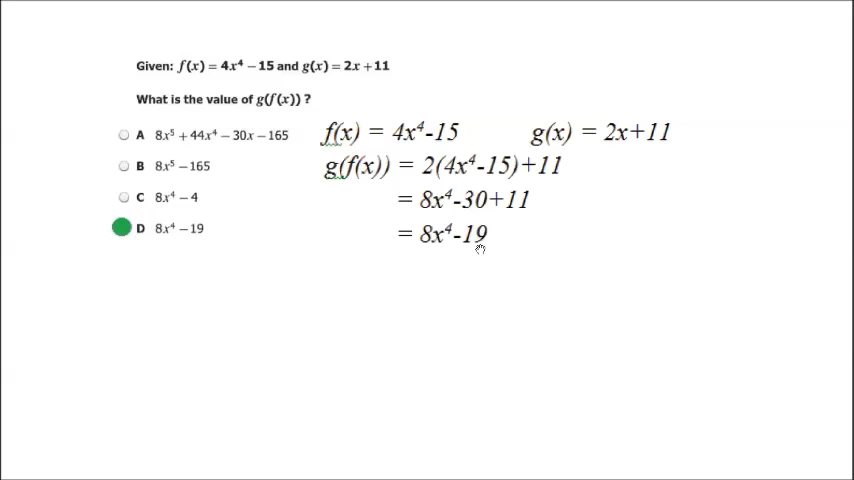 Given: f(x) = 4x⁴ − 15 and g(x) = 2x + 11
What is the value of g(f(x)) ?
A 8x⁵ + 44x⁴ − 30x − 165
B 8x⁵ − 165
C 8x⁴ − 4
D 8x⁴ − 19
f(x) = 4x⁴-15 g(x) = 2x+11
g(f(x)) = 2(4x⁴-15)+11
= 8x⁴-30+11
= 8x⁴-19